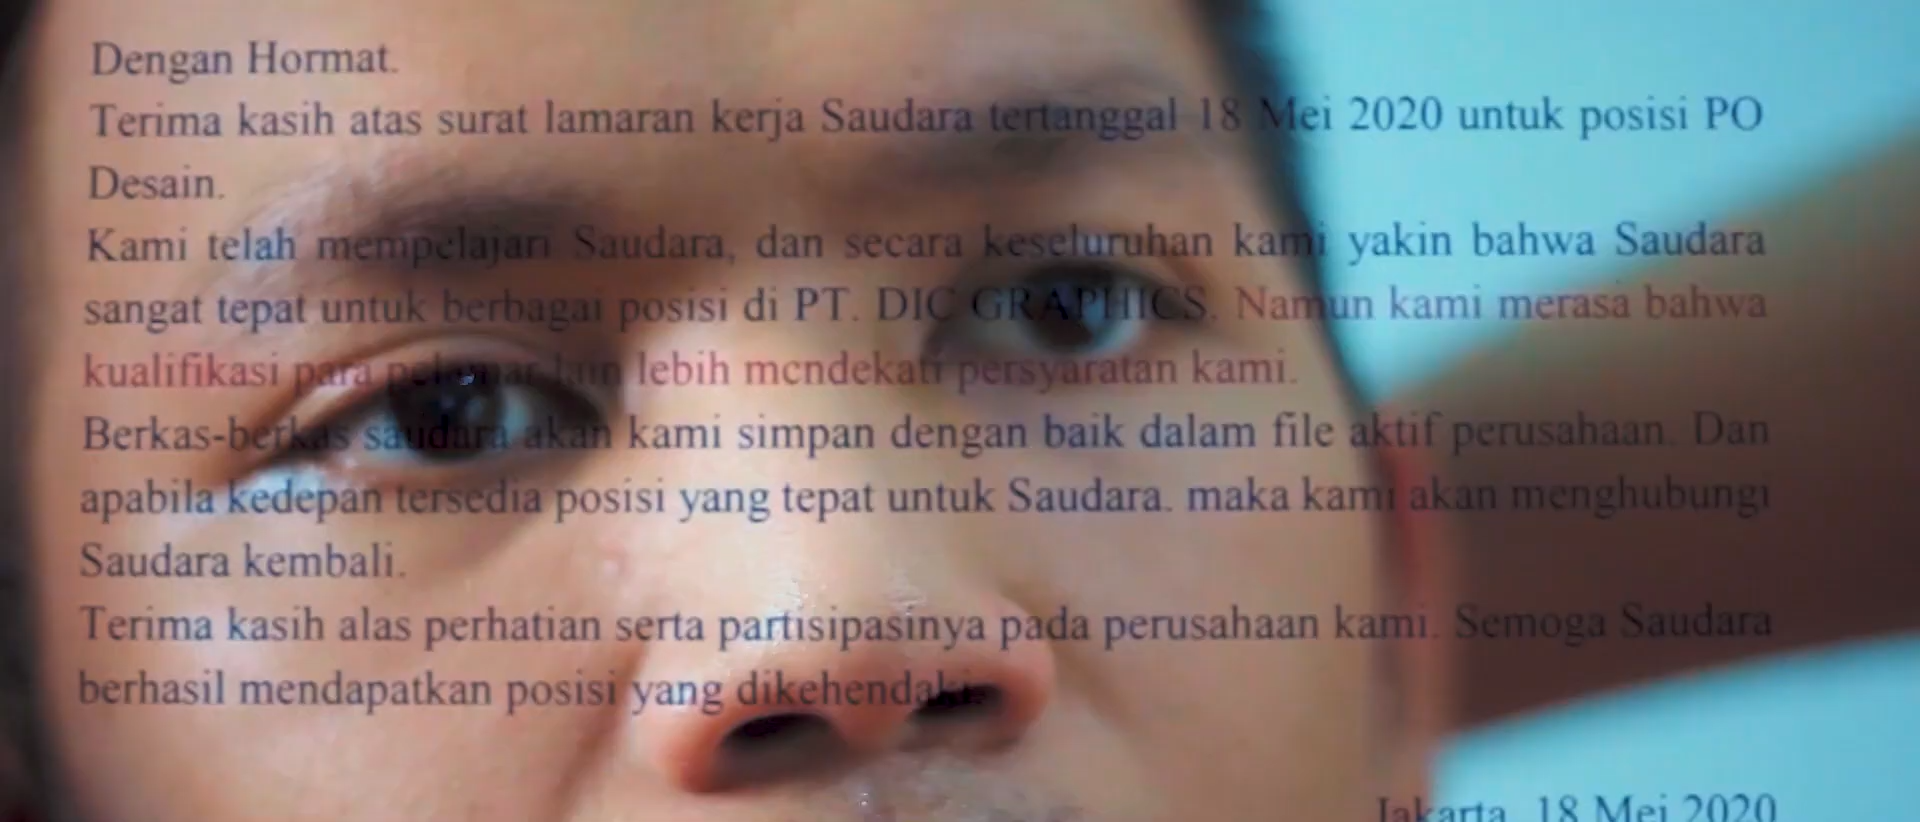 Dengan Hormat.
Terima kasih atas surat lamaran kerja Saudara tertanggal 18 Mei 2020 untuk posisi PO
Desain.
Kami telah mempelajari Saudara, dan secara keseluruhan kami yakin bahwa Saudara
sangat tepat untuk berbagai posisi di PT. DIC GRAPHICS. Namun kami merasa bahwa
kualifikasi para pelamar lain lebih mendekati persyaratan kami.
Berkas-berkas saudara akan kami simpan dengan baik dalam file aktif perusahaan. Dan
apabila kedepan tersedia posisi yang tepat untuk Saudara. maka kami akan menghubungi
Saudara kembali.
Terima kasih alas perhatian serta partisipasinya pada perusahaan kami. Semoga Saudara
berhasil mendapatkan posisi yang dikehendaki.
Jakarta, 18 Mei 2020